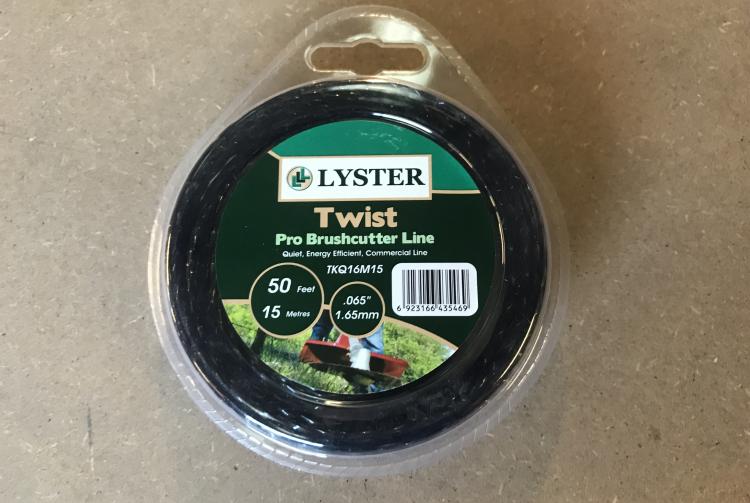 LYSTER
Twist
Pro Brushcutter Line
Quiet, Energy Efficient, Commercial Line
TKQ16M15
50 Feet
15 Metres
.065"
1.65mm
6 923166 435469